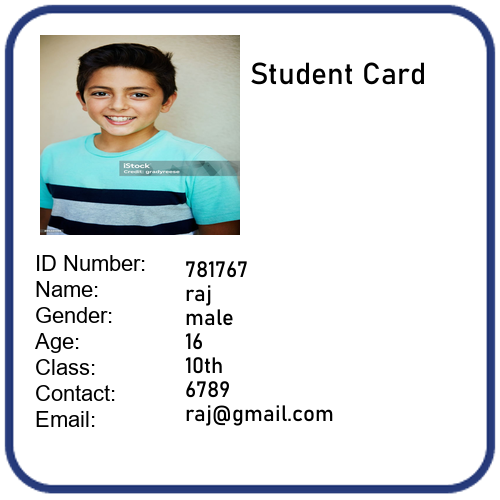 Student Card
iStock
Credit: gradyreese
ID Number: 781767
Name: raj
Gender: male
Age: 16
Class: 10th
Contact: 6789
Email: raj@gmail.com